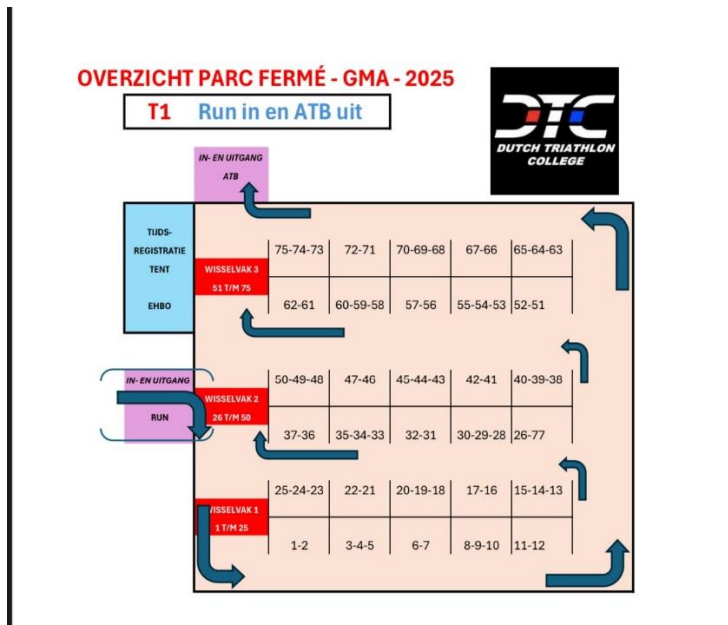 OVERZICHT PARC FERMÉ - GMA - 2025
T1 Run in en ATB uit
DUTCH TRIATHLON
COLLEGE
IN- EN UITGANG
ATB
TIJDS-
REGISTRATIE
TENT
EHBO
WISSELVAK 3
51 T/M 75
75-74-73 72-71 70-69-68 67-66 65-64-63
62-61 60-59-58 57-56 55-54-53 52-51
IN- EN UITGANG
RUN
WISSELVAK 2
26 T/M 50
50-49-48 47-46 45-44-43 42-41 40-39-38
37-36 35-34-33 32-31 30-29-28 26-77
WISSELVAK 1
1 T/M 25
25-24-23 22-21 20-19-18 17-16 15-14-13
1-2 3-4-5 6-7 8-9-10 11-12